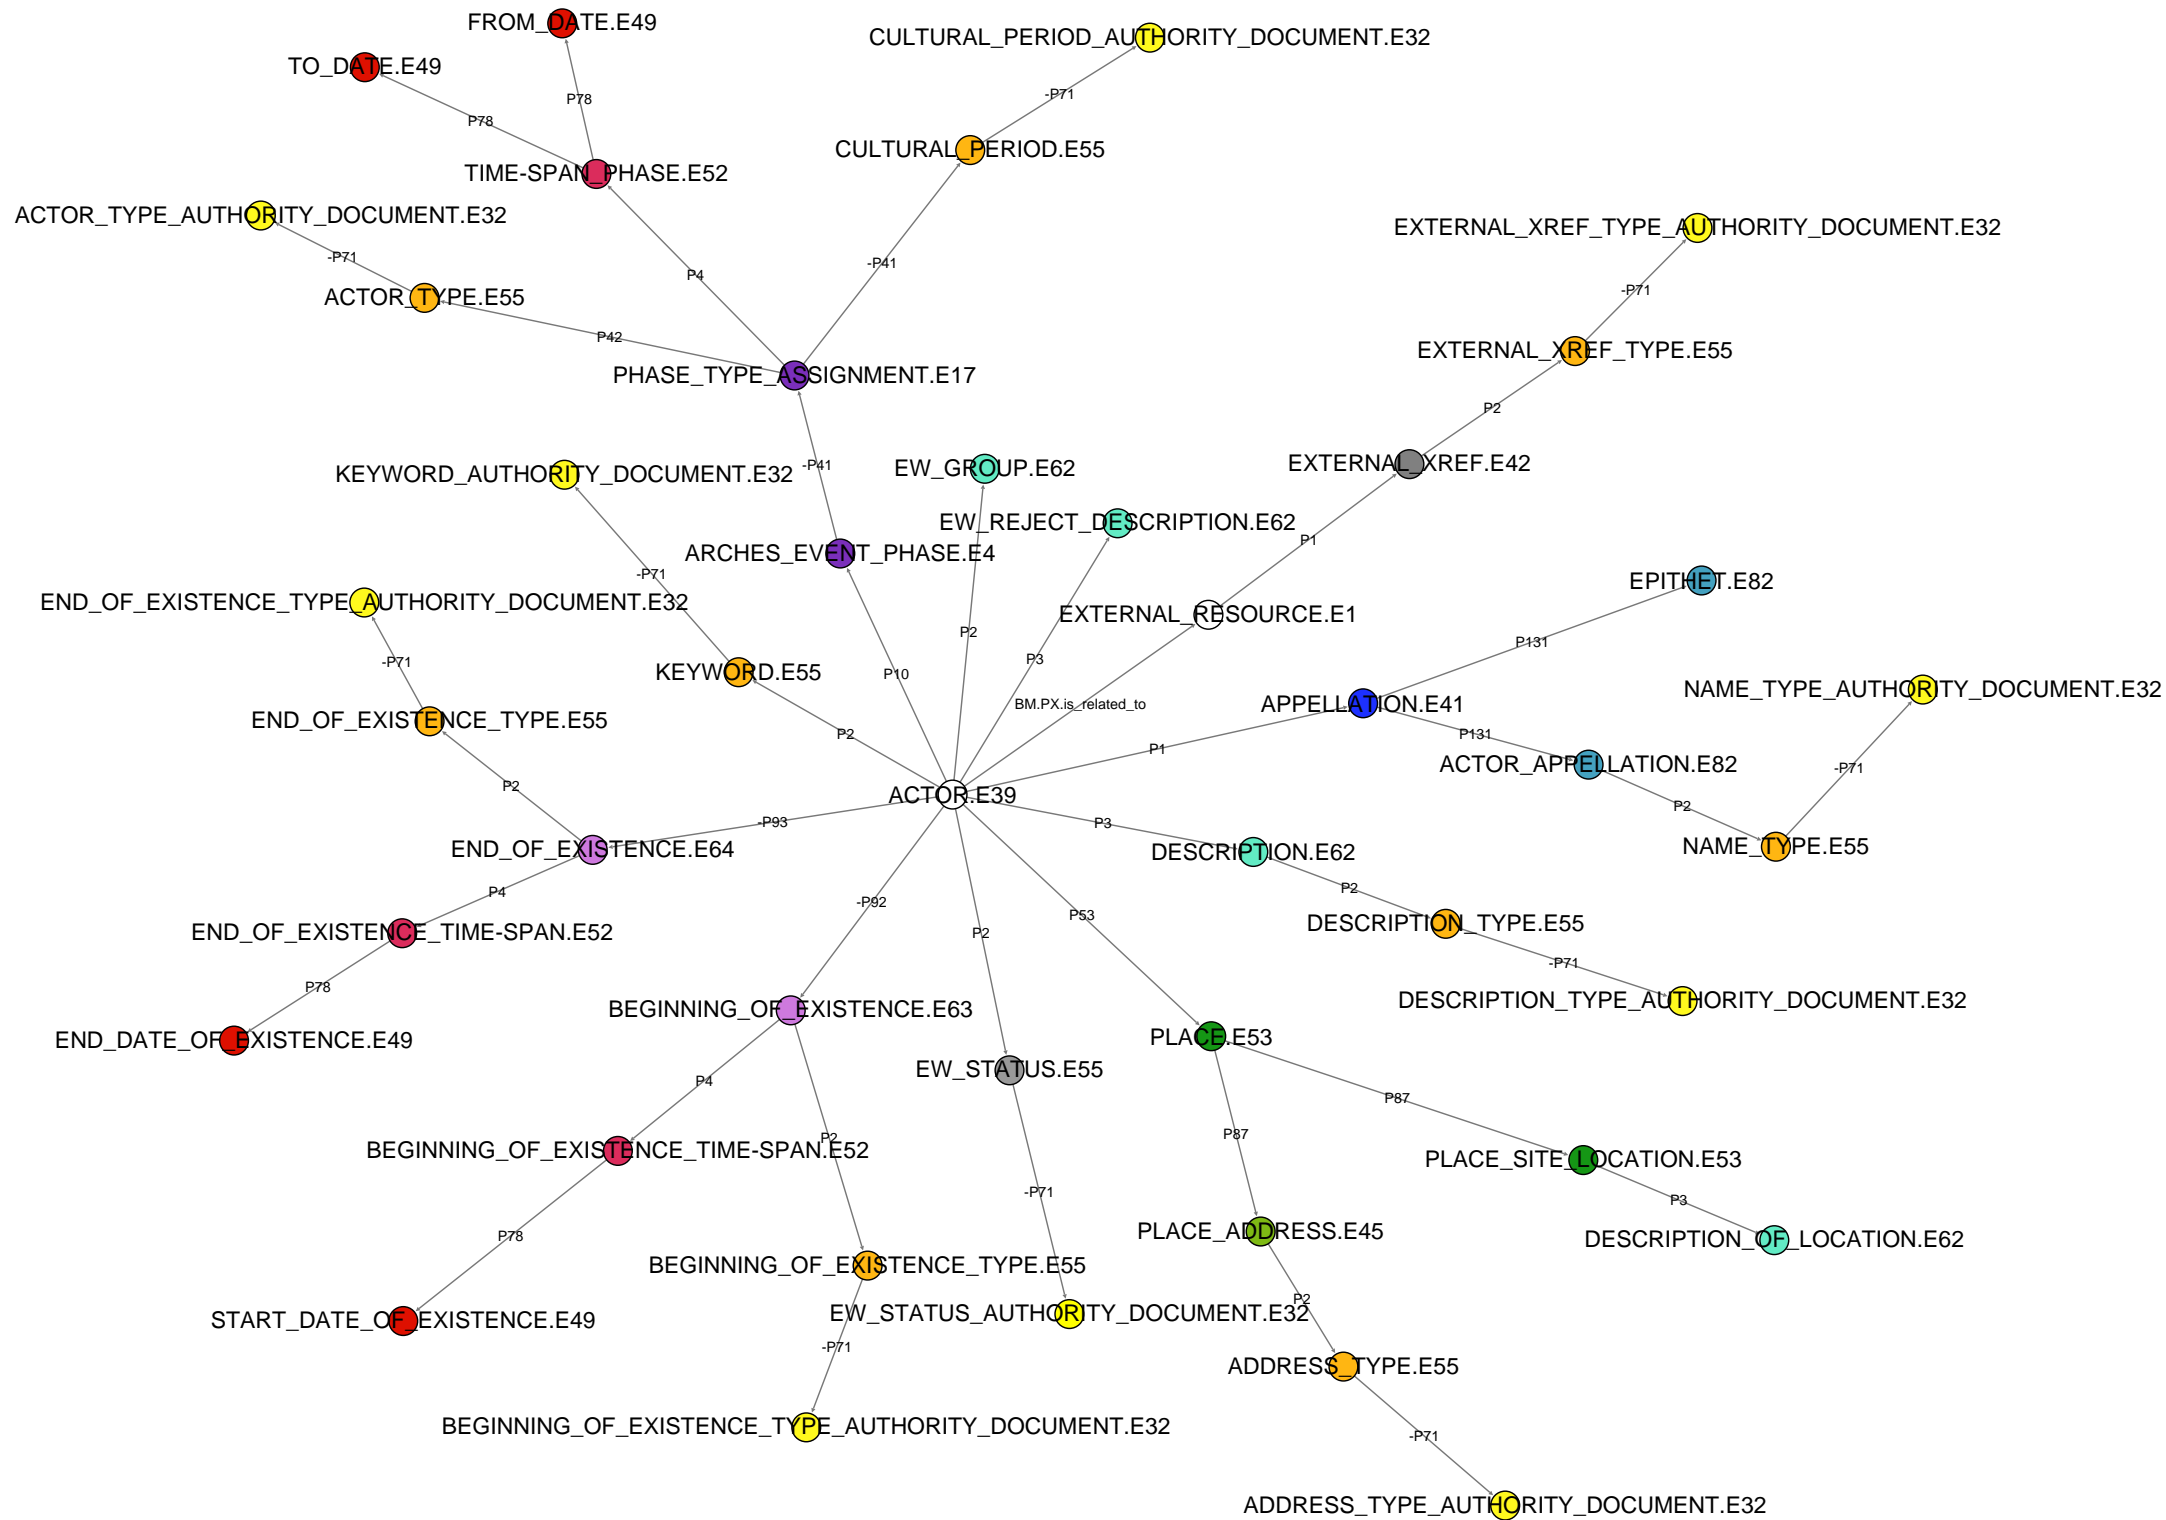 FROM_DATE.E49
CULTURAL_PERIOD_AUTHORITY_DOCUMENT.E32
TO_DATE.E49
P78
-P71
P78
CULTURAL_PERIOD.E55
TIME-SPAN_PHASE.E52
ACTOR_TYPE_AUTHORITY_DOCUMENT.E32
EXTERNAL_XREF_TYPE_AUTHORITY_DOCUMENT.E32
-P71
-P41
P4
-P71
ACTOR_TYPE.E55
P42
EXTERNAL_XREF_TYPE.E55
PHASE_TYPE_ASSIGNMENT.E17
P2
-P41
EXTERNAL_XREF.E42
EW_GROUP.E62
KEYWORD_AUTHORITY_DOCUMENT.E32
EW_REJECT_DESCRIPTION.E62
P1
ARCHES_EVENT_PHASE.E4
-P71
EPITHET.E82
END_OF_EXISTENCE_TYPE_AUTHORITY_DOCUMENT.E32
EXTERNAL_RESOURCE.E1
P2
P131
P3
-P71
KEYWORD.E55
P10
NAME_TYPE_AUTHORITY_DOCUMENT.E32
BM.PX.is_related_to
APPELLATION.E41
END_OF_EXISTENCE_TYPE.E55
P2
P131
P1
ACTOR_APPELLATION.E82
-P71
P2
ACTOR.E39
P2
-P93
P3
NAME_TYPE.E55
END_OF_EXISTENCE.E64
DESCRIPTION.E62
P2
P4
-P92
P53
DESCRIPTION_TYPE.E55
END_OF_EXISTENCE_TIME-SPAN.E52
P2
-P71
P78
DESCRIPTION_TYPE_AUTHORITY_DOCUMENT.E32
BEGINNING_OF_EXISTENCE.E63
PLACE.E53
END_DATE_OF_EXISTENCE.E49
EW_STATUS.E55
P4
P87
P87
P2
BEGINNING_OF_EXISTENCE_TIME-SPAN.E52
PLACE_SITE_LOCATION.E53
-P71
P3
PLACE_ADDRESS.E45
P78
DESCRIPTION_OF_LOCATION.E62
BEGINNING_OF_EXISTENCE_TYPE.E55
P2
EW_STATUS_AUTHORITY_DOCUMENT.E32
START_DATE_OF_EXISTENCE.E49
-P71
ADDRESS_TYPE.E55
BEGINNING_OF_EXISTENCE_TYPE_AUTHORITY_DOCUMENT.E32
-P71
ADDRESS_TYPE_AUTHORITY_DOCUMENT.E32